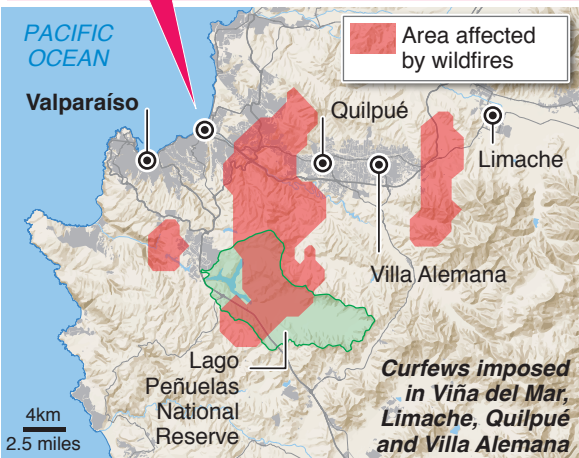 PACIFIC
OCEAN
Area affected
by wildfires
Valparaíso
Quilpué
Limache
Villa Alemana
Lago
Peñuelas
National
Reserve
Curfews imposed
in Viña del Mar,
Limache, Quilpué
and Villa Alemana
4km
2.5 miles